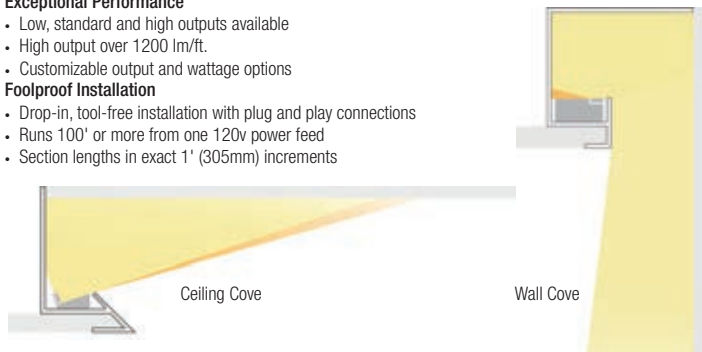 Exceptional Performance
• Low, standard and high outputs available
• High output over 1200 lm/ft.
• Customizable output and wattage options
Foolproof Installation
• Drop-in, tool-free installation with plug and play connections
• Runs 100' or more from one 120v power feed
• Section lengths in exact 1' (305mm) increments
Ceiling Cove
Wall Cove